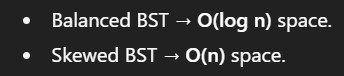 • Balanced BST → O(log n) space.
• Skewed BST → O(n) space.